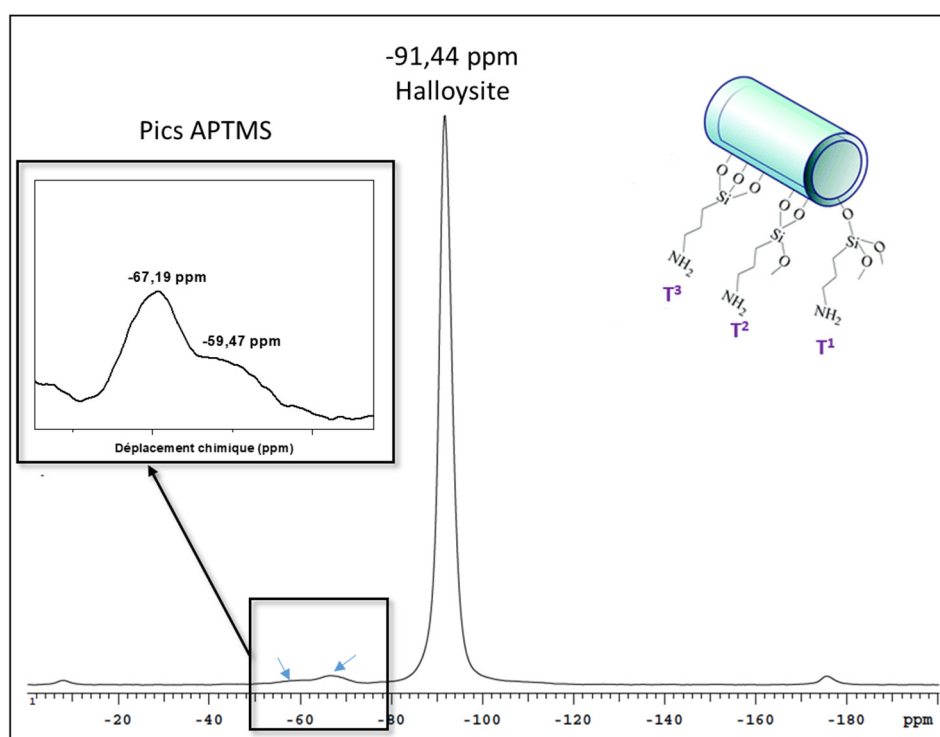 -91,44 ppm
Halloysite
Pics APTMS
-67,19 ppm
-59,47 ppm
Déplacement chimique (ppm)
O O O O
Si
NH2
T³
O O O
Si
O
NH2
T²
O
Si O
O
NH2
T¹
1
-20 -40 -60 -80 -100 -120 -140 -160 -180 ppm